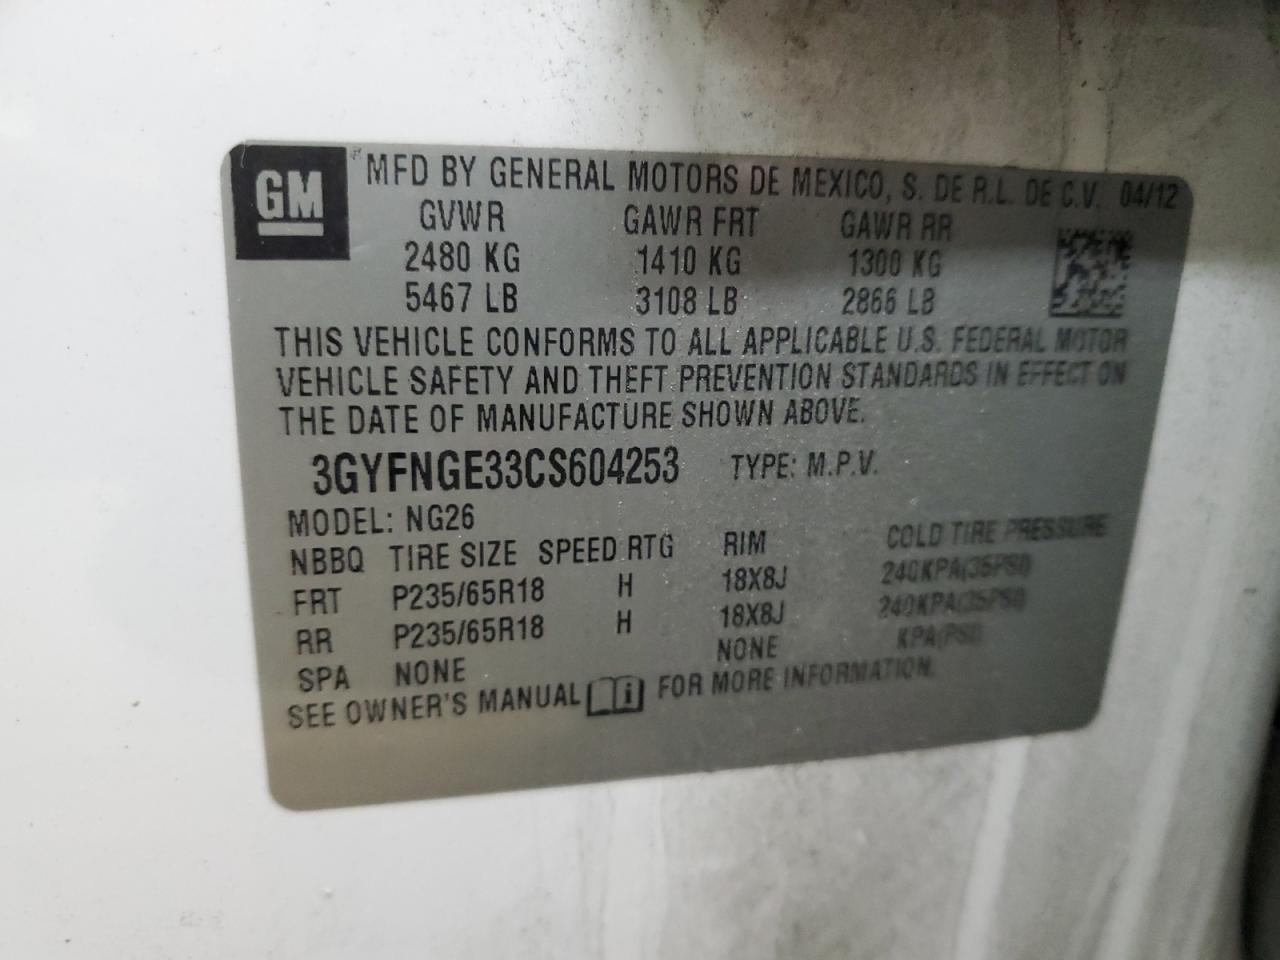 GM ® MFD BY GENERAL MOTORS DE MEXICO, S. DE R.L. DE C.V. 04/12
GVWR GAWR FRT GAWR RR
2480 KG 1410 KG 1300 KG
5467 LB 3108 LB 2866 LB
THIS VEHICLE CONFORMS TO ALL APPLICABLE U.S. FEDERAL MOTOR
VEHICLE SAFETY AND THEFT PREVENTION STANDARDS IN EFFECT ON
THE DATE OF MANUFACTURE SHOWN ABOVE.
3GYFNGE33CS604253 TYPE: M.P.V.
MODEL: NG26
NBBQ TIRE SIZE SPEED RTG RIM COLD TIRE PRESSURE
FRT P235/65R18 H 18X8J 240KPA(35PSI)
RR P235/65R18 H 18X8J 240KPA(35PSI)
SPA NONE NONE KPA(PSI)
SEE OWNER'S MANUAL i FOR MORE INFORMATION.